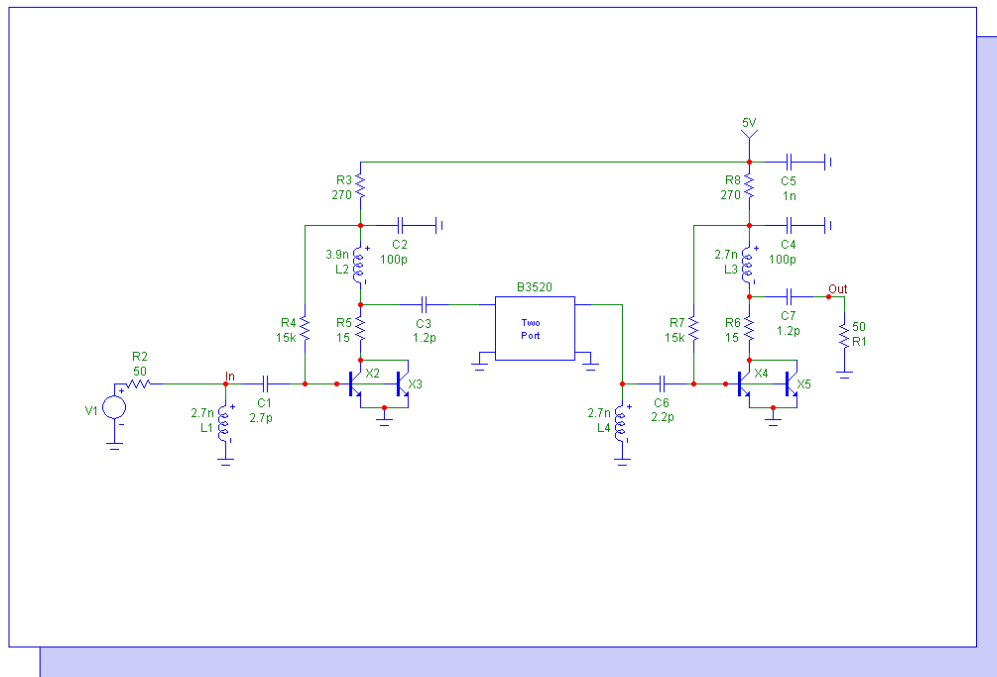 5V
R3
270
R8
270
C5
1n
C2
100p
C4
100p
3.9n
L2
2.7n
L3
B3520
Out
R4
15k
R5
15
C3
1.2p
Two
Port
R7
15k
R6
15
C7
1.2p
50
R1
R2
50
In
X2
X3
X4
X5
V1
C1
2.7p
2.7n
L1
C6
2.2p
2.7n
L4